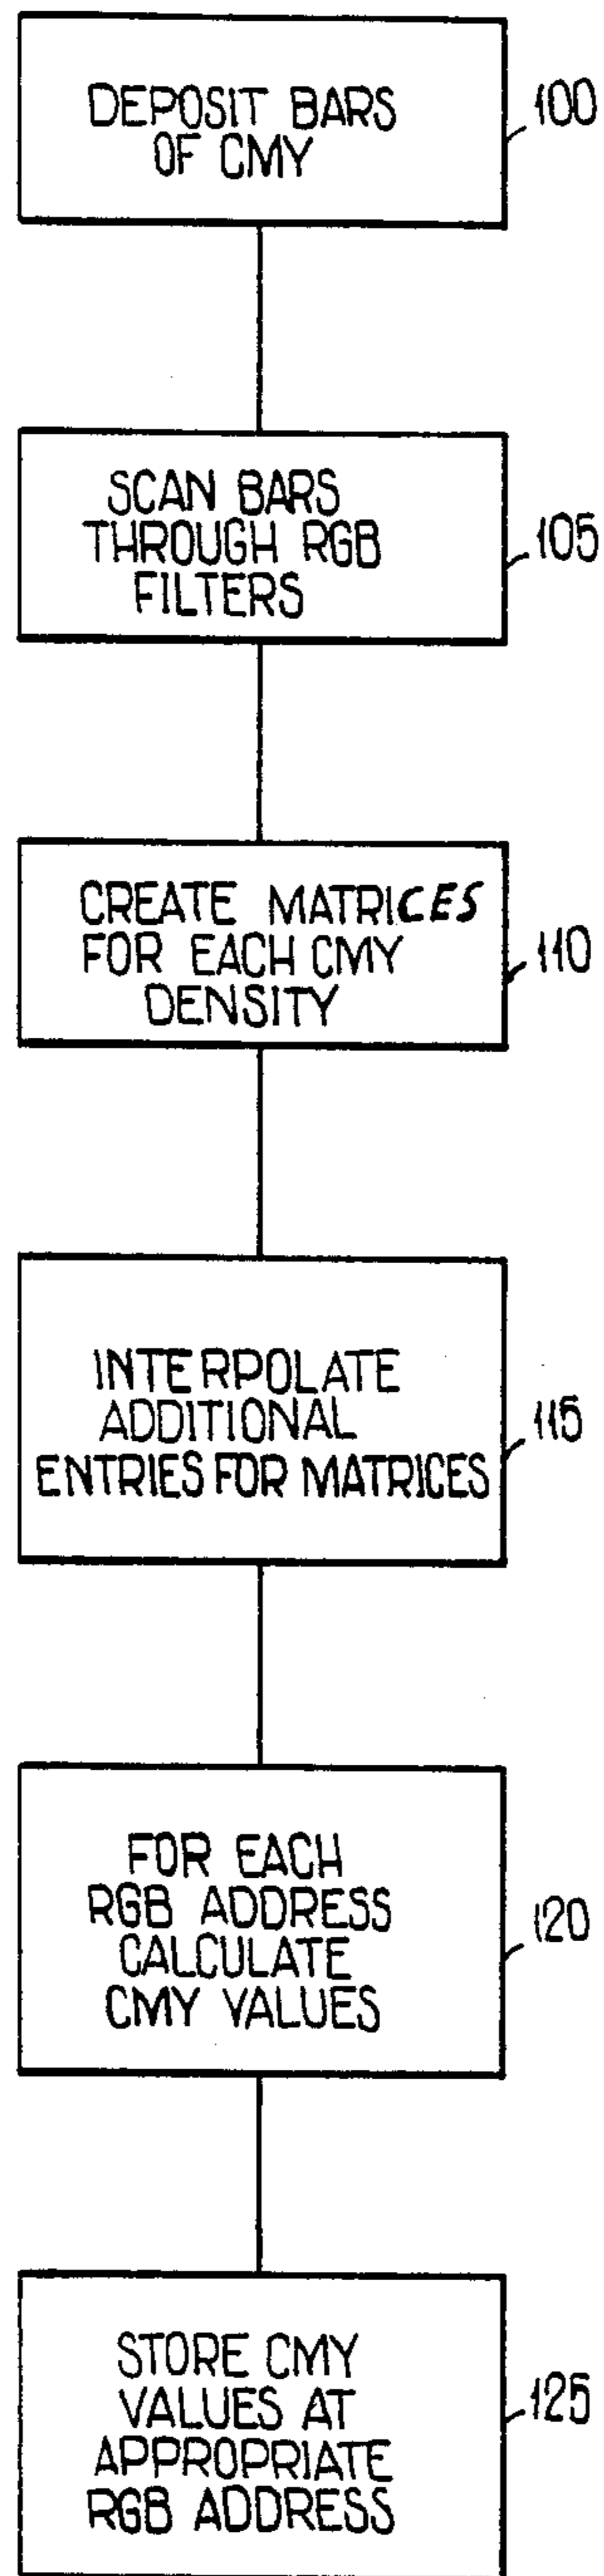 DEPOSIT BARS
OF CMY
100
SCAN BARS
THROUGH RGB
FILTERS
105
CREATE MATRICES
FOR EACH CMY
DENSITY
110
INTERPOLATE
ADDITIONAL
ENTRIES FOR MATRICES
115
FOR EACH
RGB ADDRESS
CALCULATE
CMY VALUES
120
STORE CMY
VALUES AT
APPROPRIATE
RGB ADDRESS
125